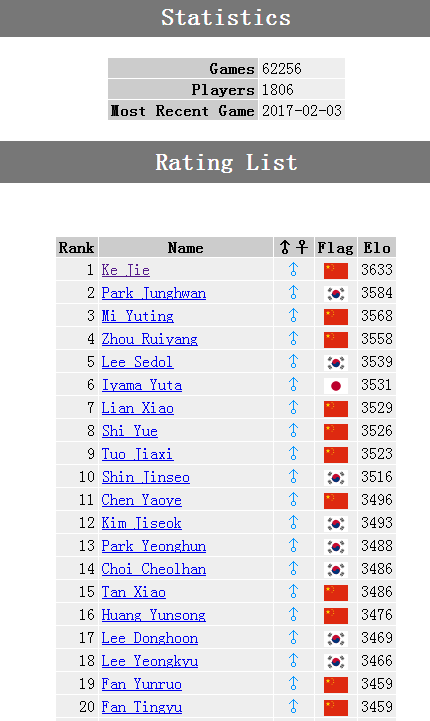 Statistics
Games 62256
Players 1806
Most Recent Game 2017-02-03
Rating List
Rank Name ♂♀ Flag Elo
1 Ke Jie ♂ 3633
2 Park Junghwan ♂ 3584
3 Mi Yuting ♂ 3568
4 Zhou Ruiyang ♂ 3558
5 Lee Sedol ♂ 3539
6 Iyama Yuta ♂ 3531
7 Lian Xiao ♂ 3529
8 Shi Yue ♂ 3526
9 Tuo Jiaxi ♂ 3523
10 Shin Jinseo ♂ 3516
11 Chen Yaoye ♂ 3496
12 Kim Jiseok ♂ 3493
13 Park Yeonghun ♂ 3488
14 Choi Cheolhan ♂ 3486
15 Tan Xiao ♂ 3486
16 Huang Yunsong ♂ 3476
17 Lee Donghoon ♂ 3469
18 Lee Yeongkyu ♂ 3466
19 Fan Yunruo ♂ 3459
20 Fan Tingyu ♂ 3459